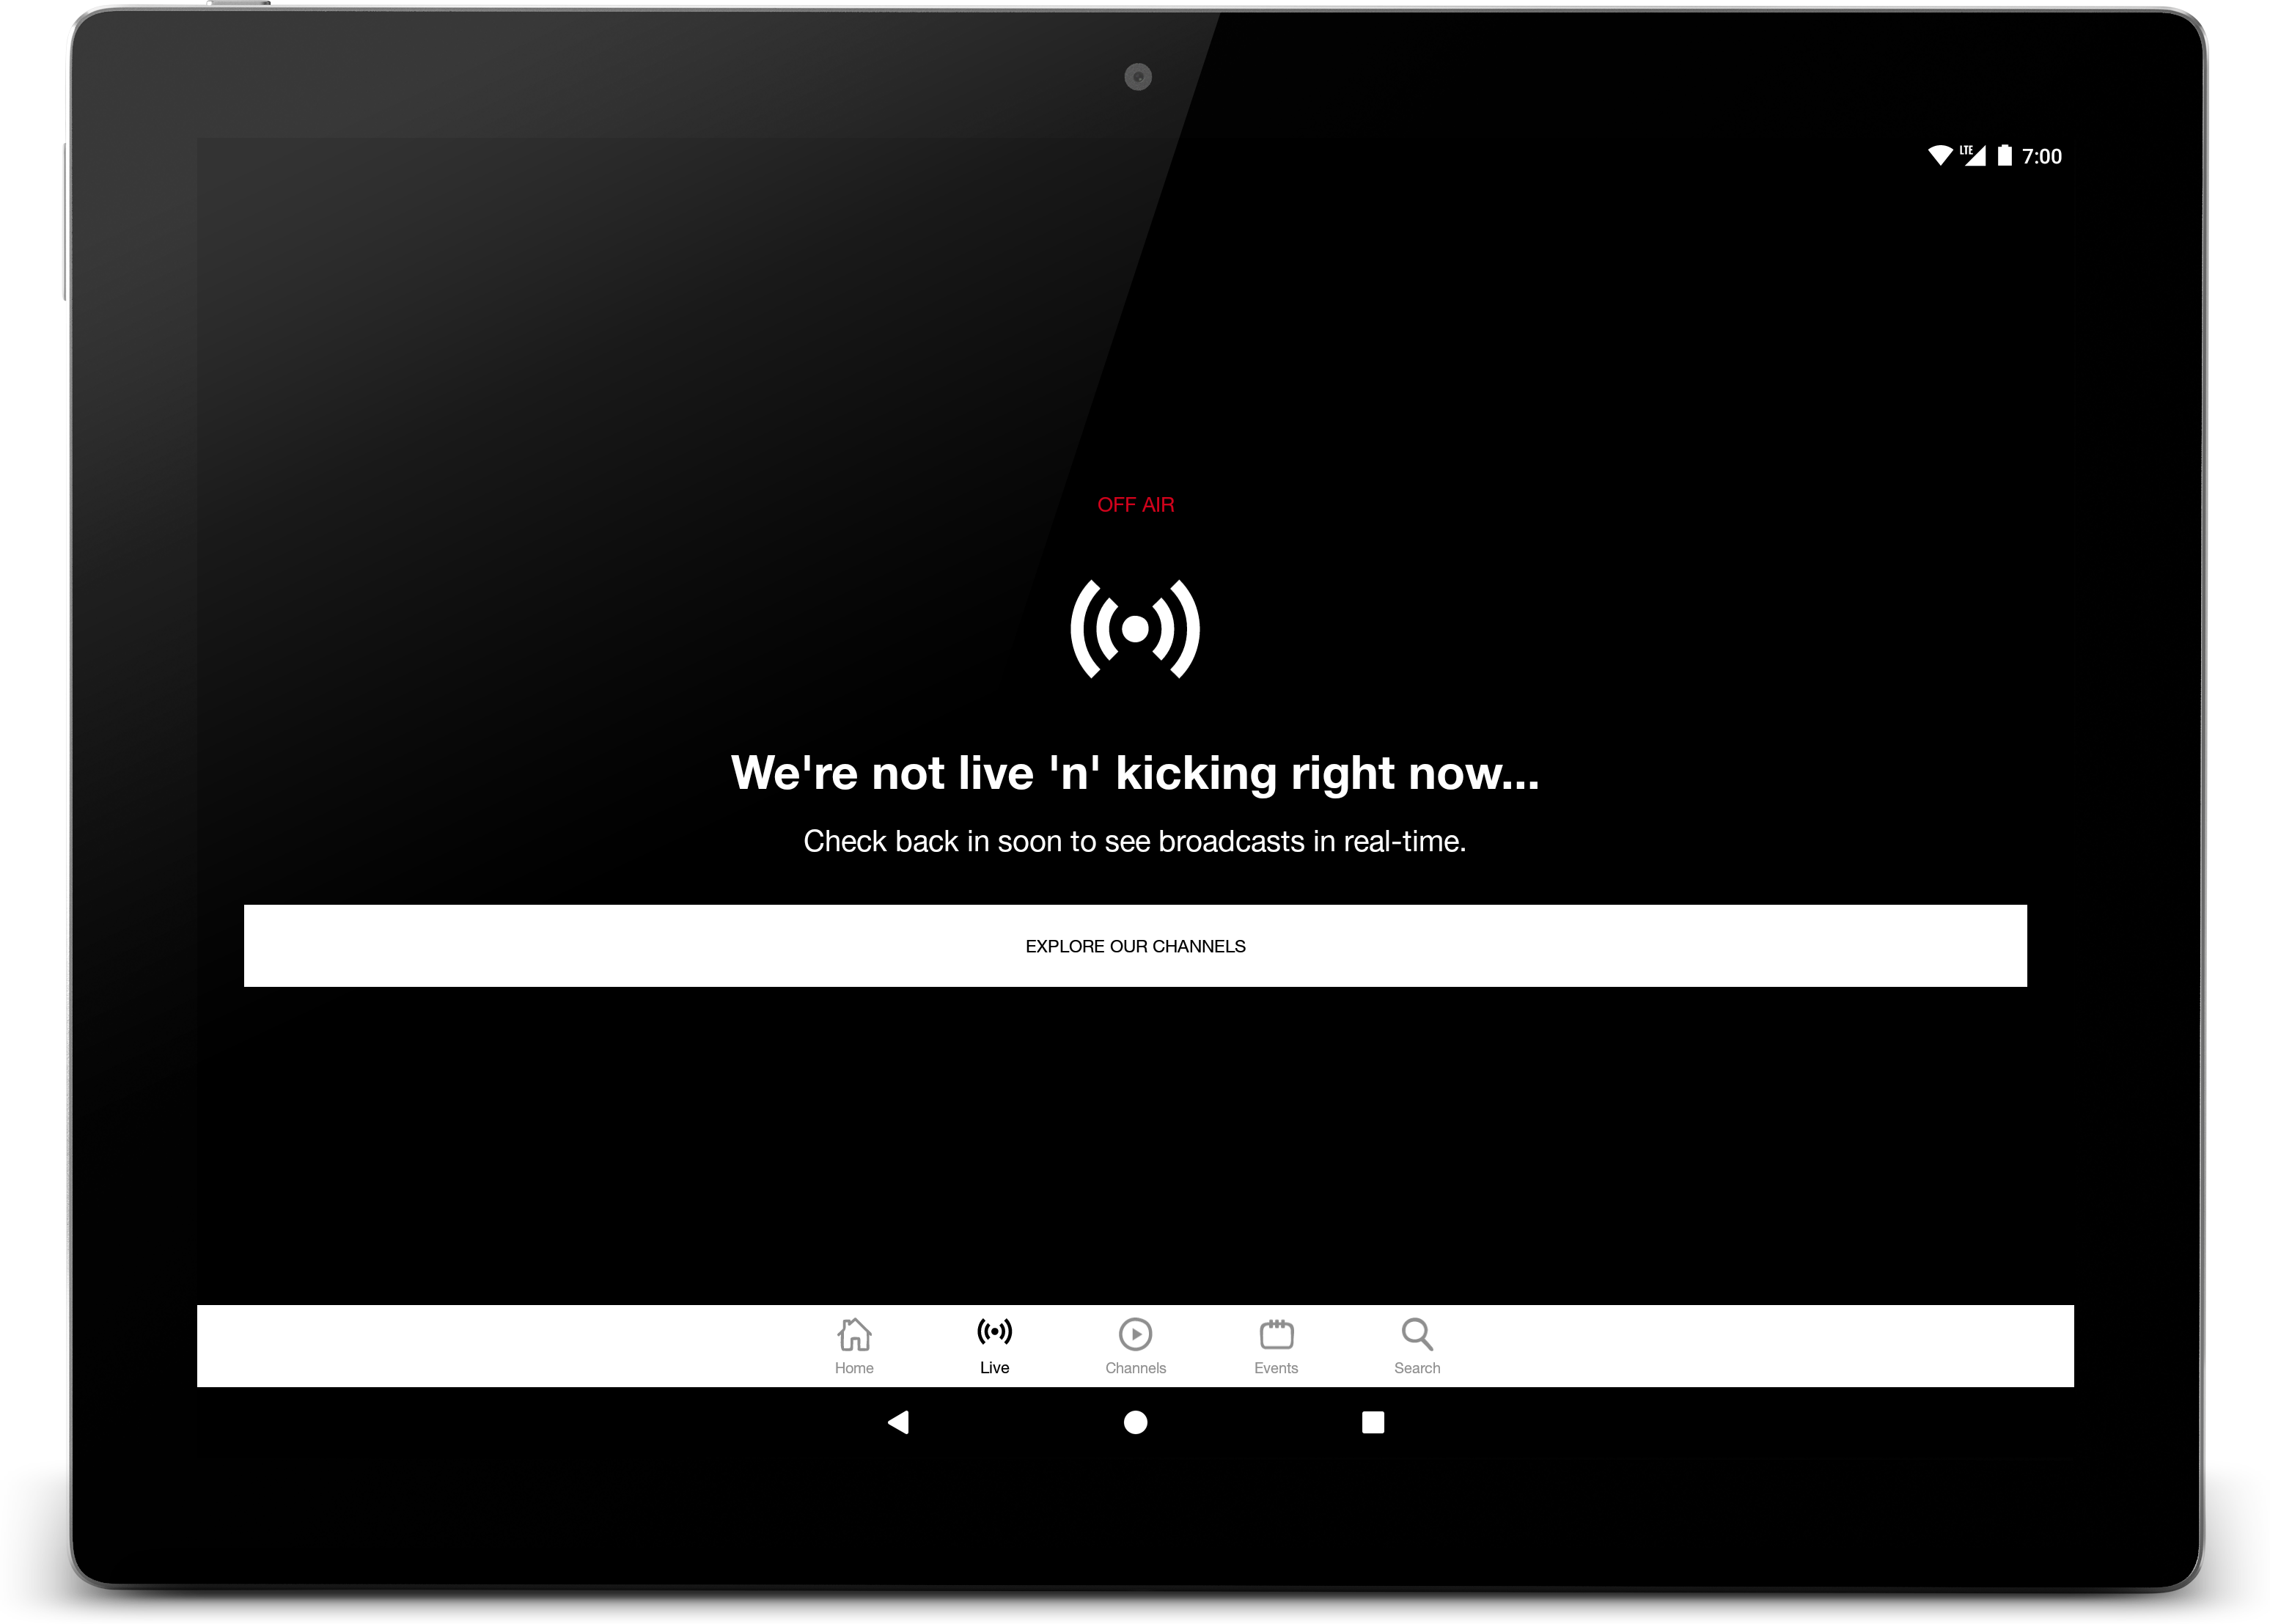 LTE 7:00
OFF AIR
We're not live 'n' kicking right now...
Check back in soon to see broadcasts in real-time.
EXPLORE OUR CHANNELS
Home Live Channels Events Search